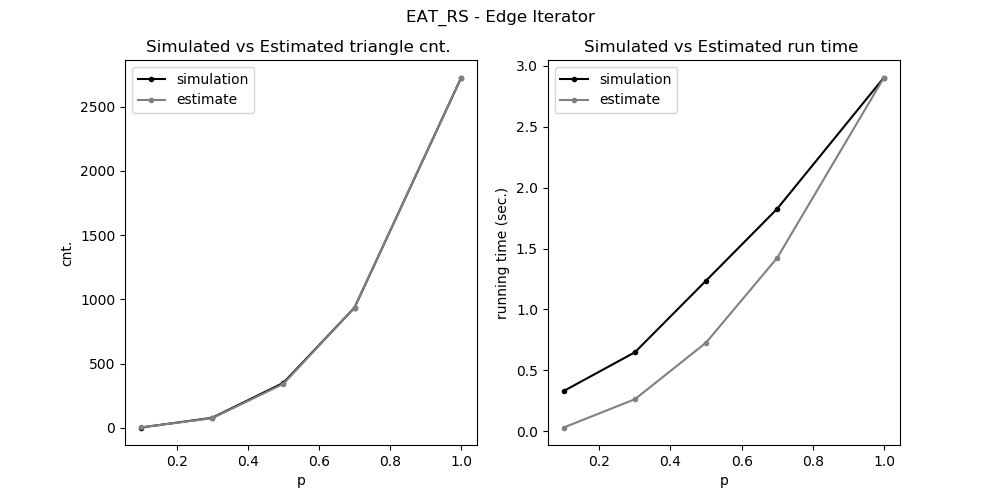 EAT_RS - Edge Iterator
Simulated vs Estimated triangle cnt.
simulation
estimate
2500
2000
1500
1000
500
0
cnt.
0.2
0.4
0.6
0.8
1.0
p
Simulated vs Estimated run time
simulation
estimate
3.0
2.5
2.0
1.5
1.0
0.5
0.0
running time (sec.)
0.2
0.4
0.6
0.8
1.0
p